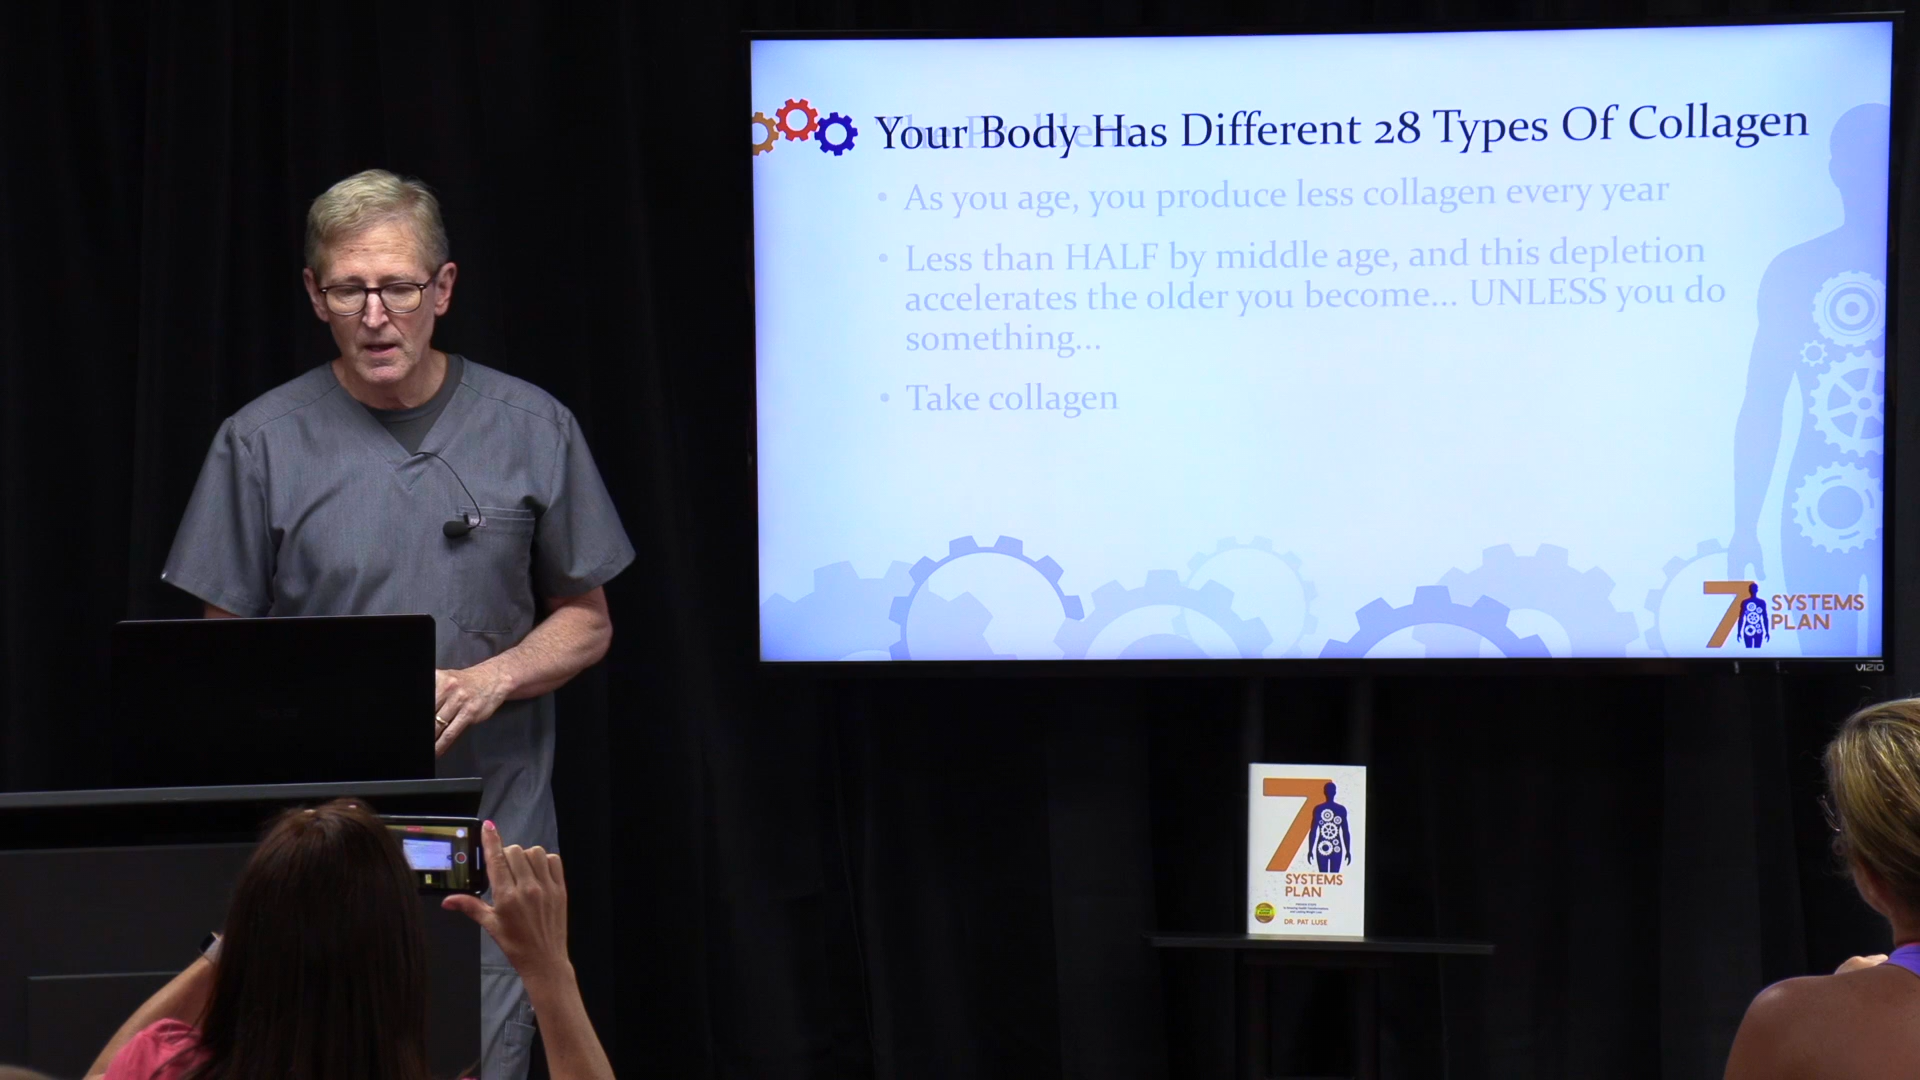 The Problem
Your Body Has Different 28 Types Of Collagen
• As you age, you produce less collagen every year
• Less than HALF by middle age, and this depletion
accelerates the older you become... UNLESS you do
something...
• Take collagen
7 SYSTEMS
PLAN
VIZIO
7
SYSTEMS
PLAN
DR. PAT LUSE